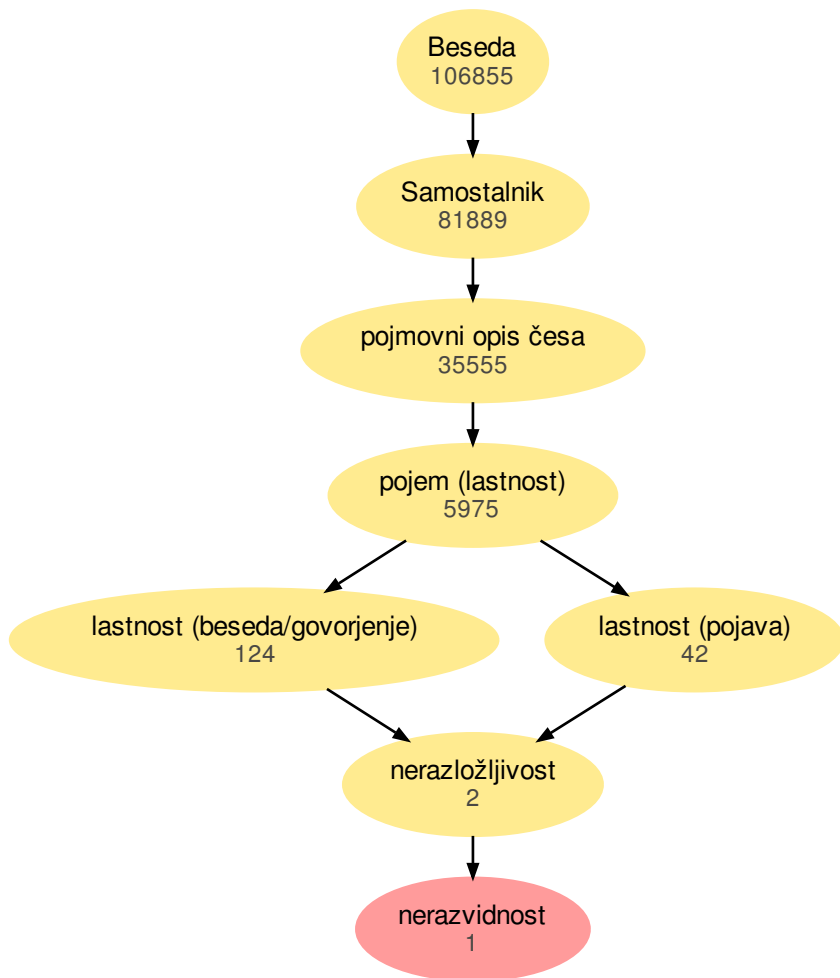 Beseda
106855
Samostalnik
81889
pojmovni opis česa
35555
pojem (lastnost)
5975
lastnost (beseda/govorjenje)
124
lastnost (pojava)
42
nerazložljivost
2
nerazvidnost
1